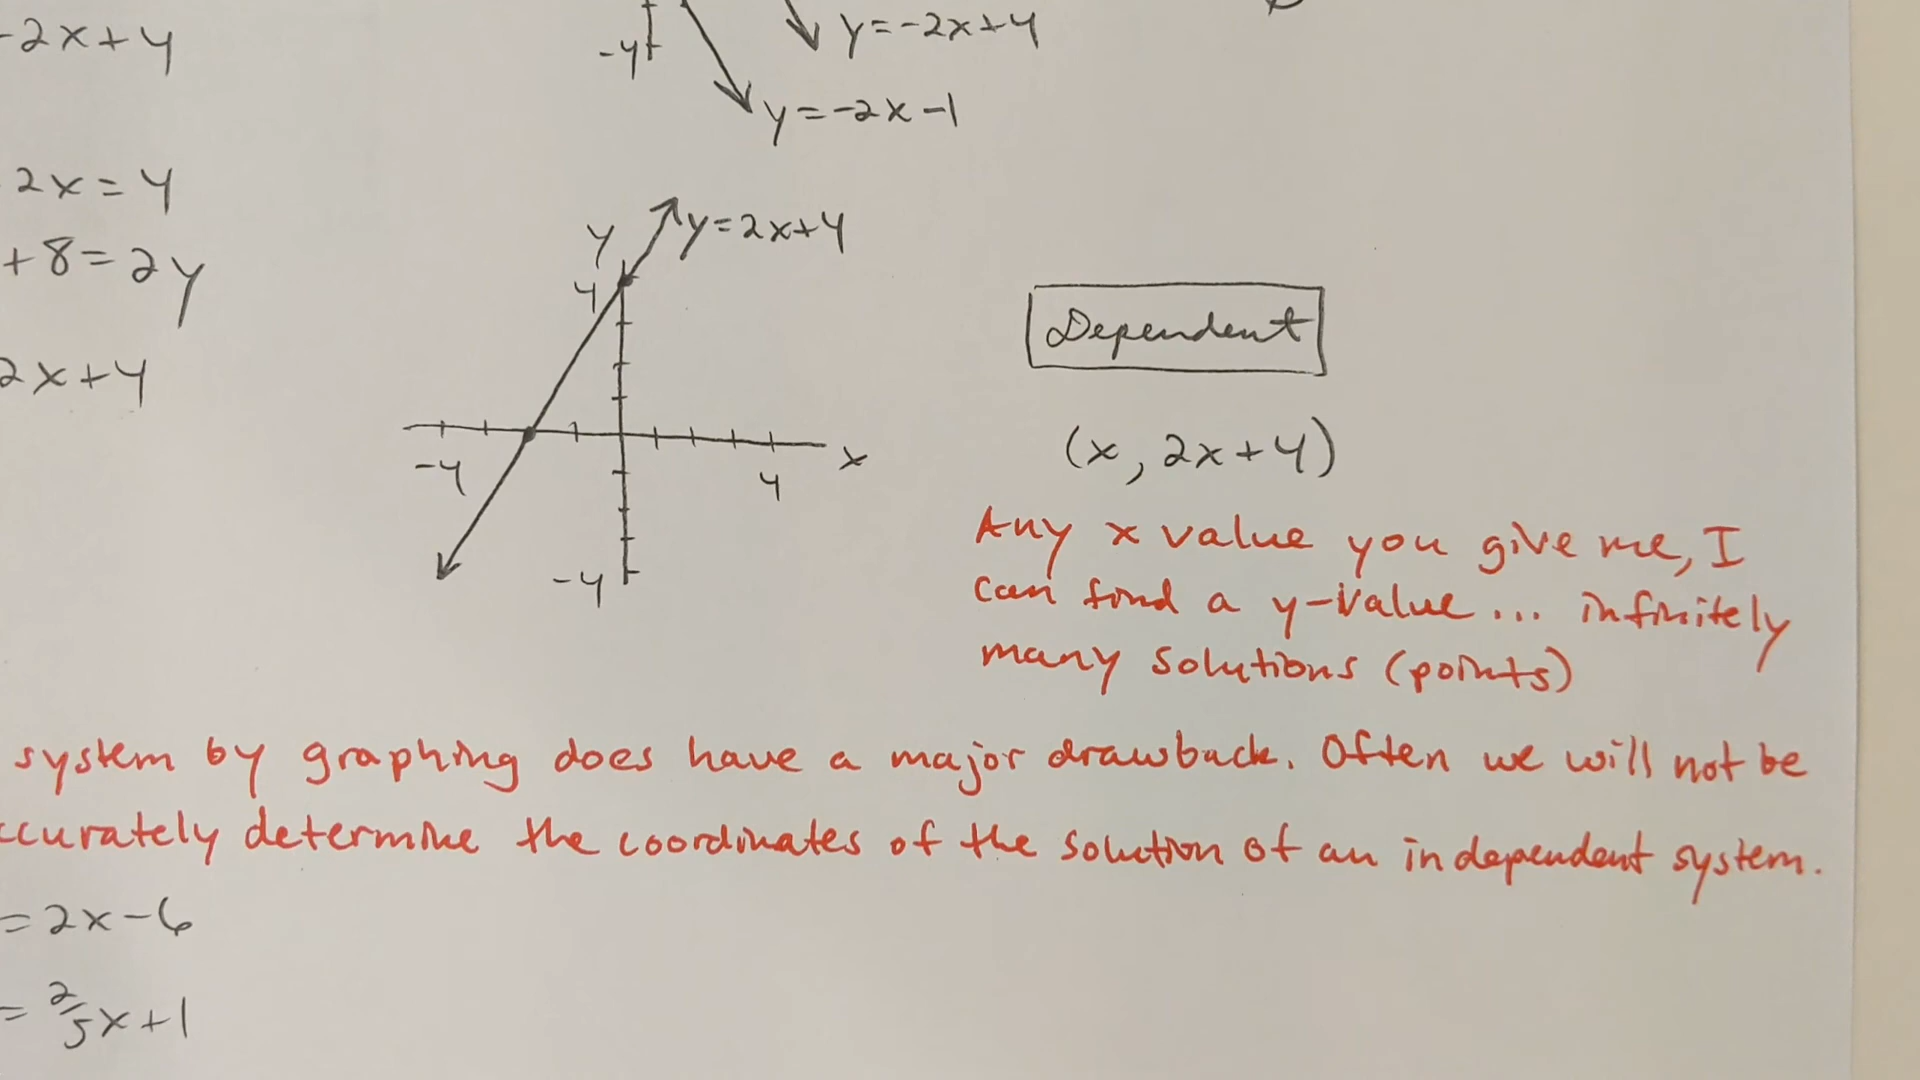 -2x+4
-4
y=-2x+4
y=-2x-1
2x=4
+8=2y
2x+4
y
4
y=2x+4
-4
4
x
-4
Dependent
(x, 2x+4)
Any x value you give me, I
can find a y-value... infinitely
many solutions (points)
system by graphing does have a major drawback. Often we will not be
ccurately determine the coordinates of the solution of an independent system.
=2x-6
=2/5x+1